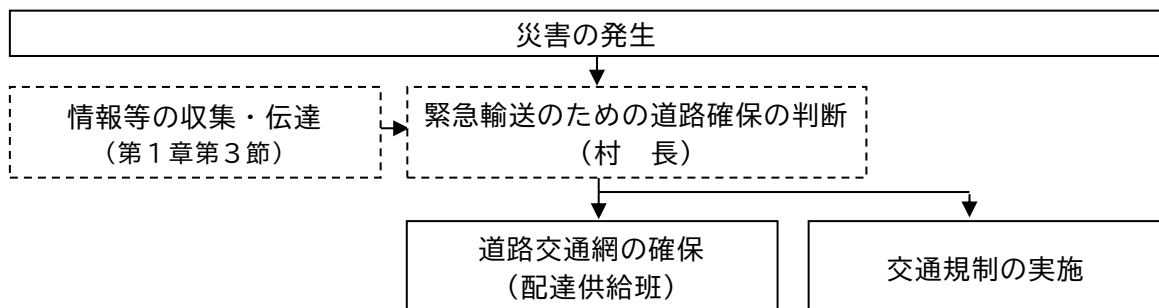 災害の発生
情報等の収集・伝達
（第１章第３節）
緊急輸送のための道路確保の判断
（村　長）
道路交通網の確保
（配達供給班）
交通規制の実施